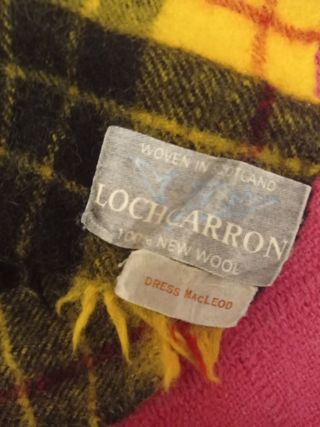 WOVEN IN SCOTLAND
LOCHCARRON
100% NEW WOOL
DRESS MACLEOD